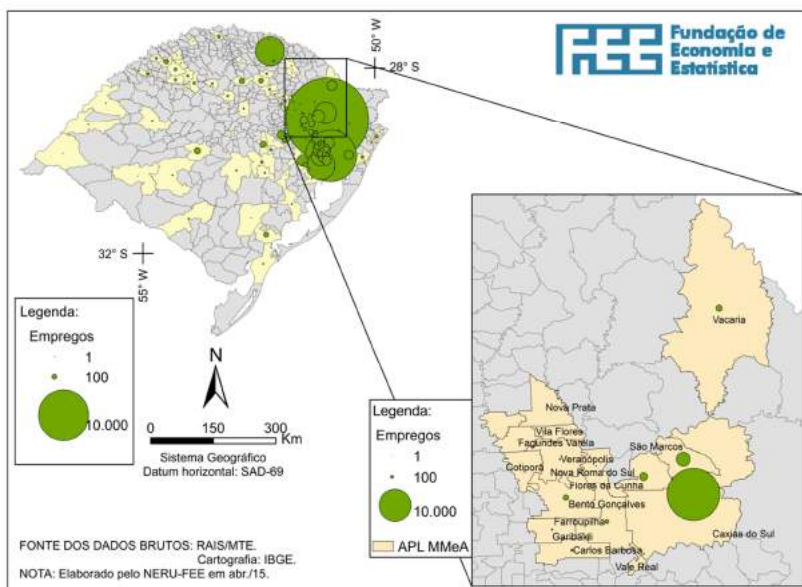 FEE
Fundação de
Economia e
Estatística
50° W
28° S
32° S
55° W
Legenda:
Empregos
1
100
10.000
N
0 150 300
Km
Sistema Geográfico
Datum horizontal: SAD-69
Legenda:
Empregos
1
100
10.000
APL MMeA
Vacaria
Nova Prata
Vila Flores
Fagundes Varela
São Marcos
Cotiporã
Veranópolis
Nova Roma do Sul
Flores da Cunha
Bento Gonçalves
Farroupilha
Caxias do Sul
Garibaldi
Carlos Barbosa
Vale Real
FONTE DOS DADOS BRUTOS: RAIS/MTE.
Cartografia: IBGE.
NOTA: Elaborado pelo NERU-FEE em abr./15.